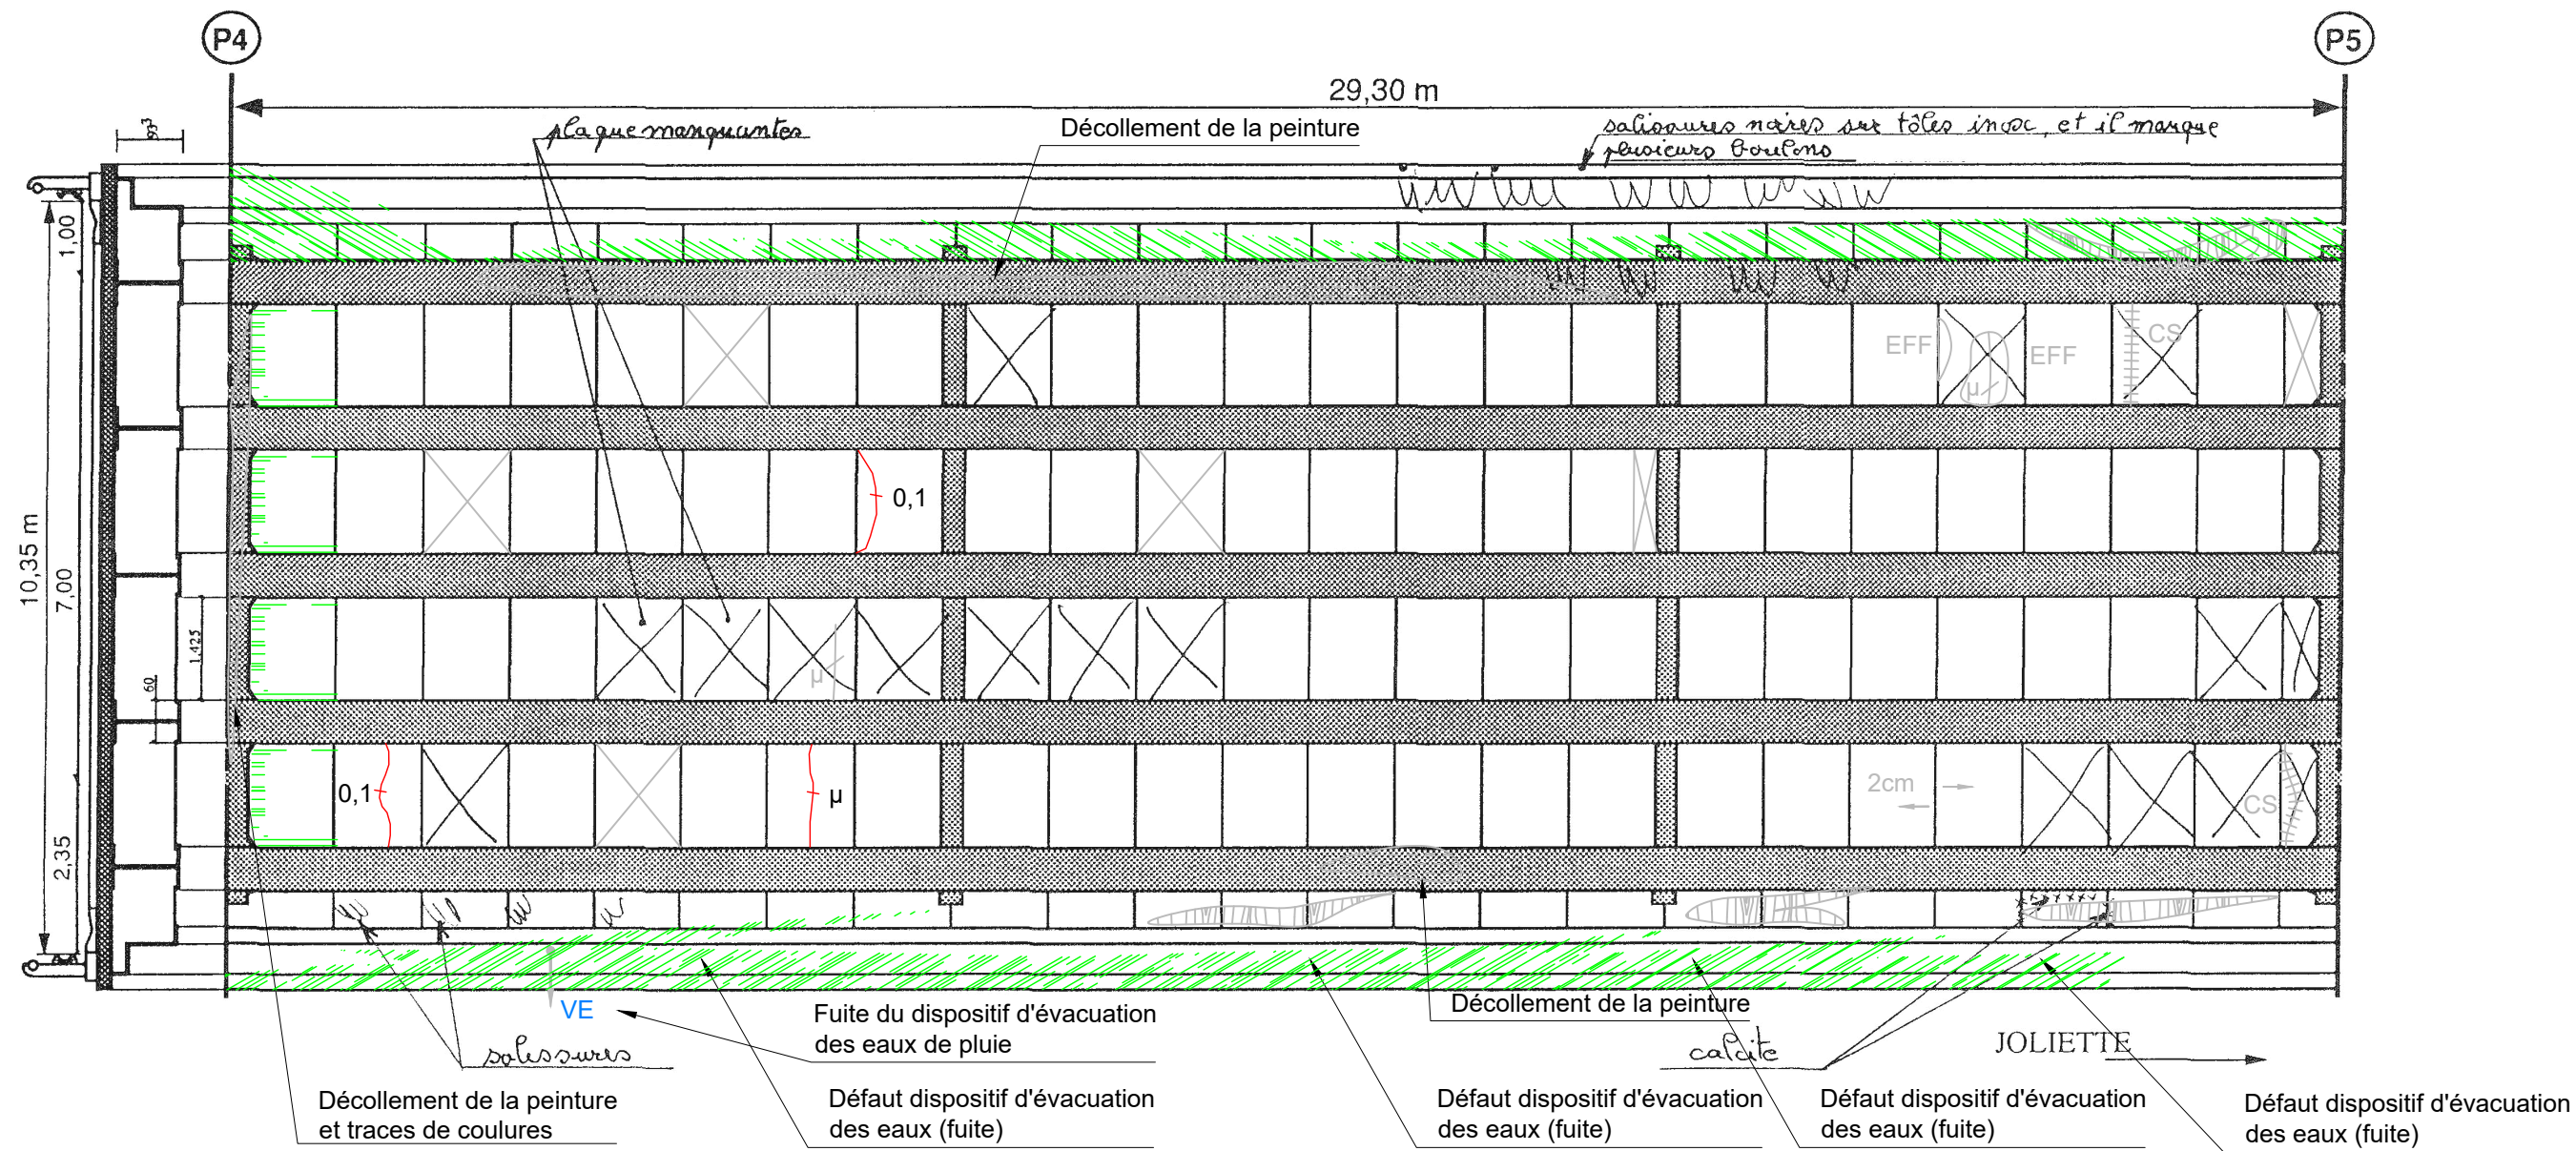 P4
P5
29,30 m
93³
plaque manquantes
Décollement de la peinture
salissures noires sur tôles inox, et il marque
plusieurs boulons
1,00
10,35 m
7,00
2,35
1,425
60
EFF
µ
EFF
CS
0,1
µ
0,1
µ
2cm
CS
VE
Fuite du dispositif d'évacuation
des eaux de pluie
Décollement de la peinture
salissures
calcite
JOLIETTE
Décollement de la peinture
et traces de coulures
Défaut dispositif d'évacuation
des eaux (fuite)
Défaut dispositif d'évacuation
des eaux (fuite)
Défaut dispositif d'évacuation
des eaux (fuite)
Défaut dispositif d'évacuation
des eaux (fuite)